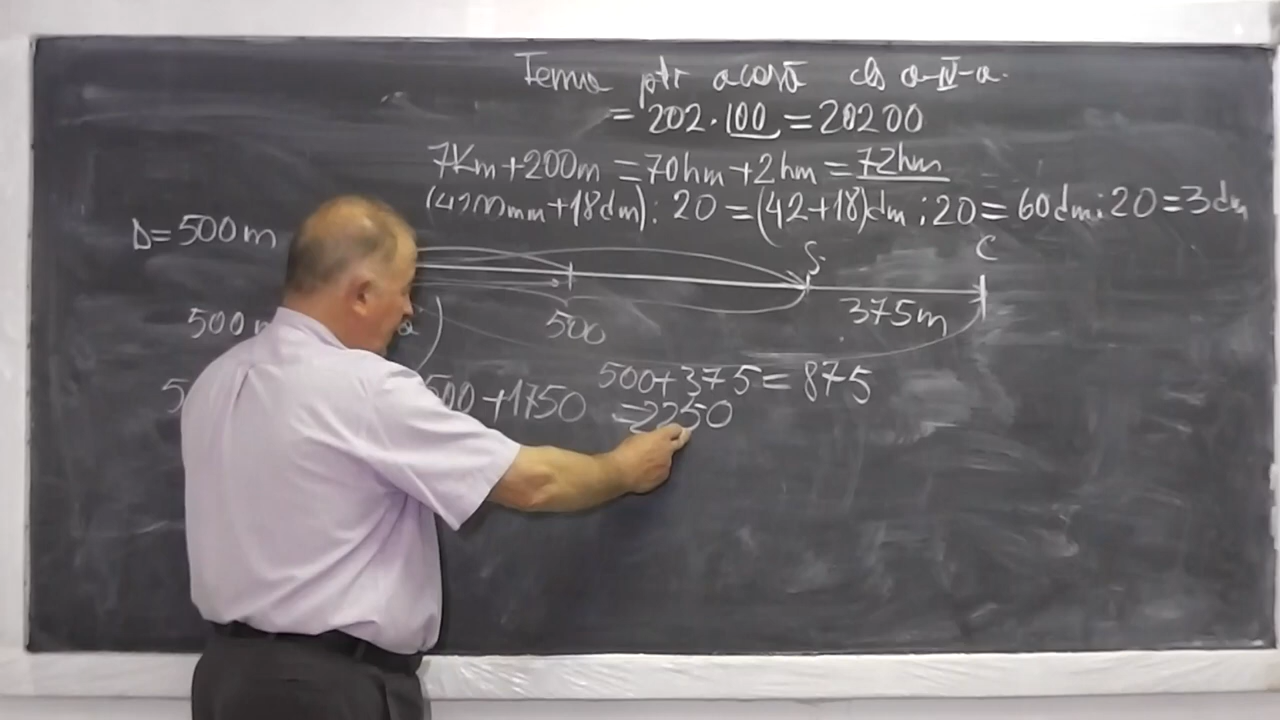 Tema ptr acasă cls a-IV-a.
= 202.100 = 20200
7Km+200m = 70hm+2hm = 72hm
(4200mm+18dm): 20 = (42+18)dm : 20 = 60dm : 20 = 3dm
D = 500m
S. C
375m
500
500
500+375 = 875
500 +1750 = 2250